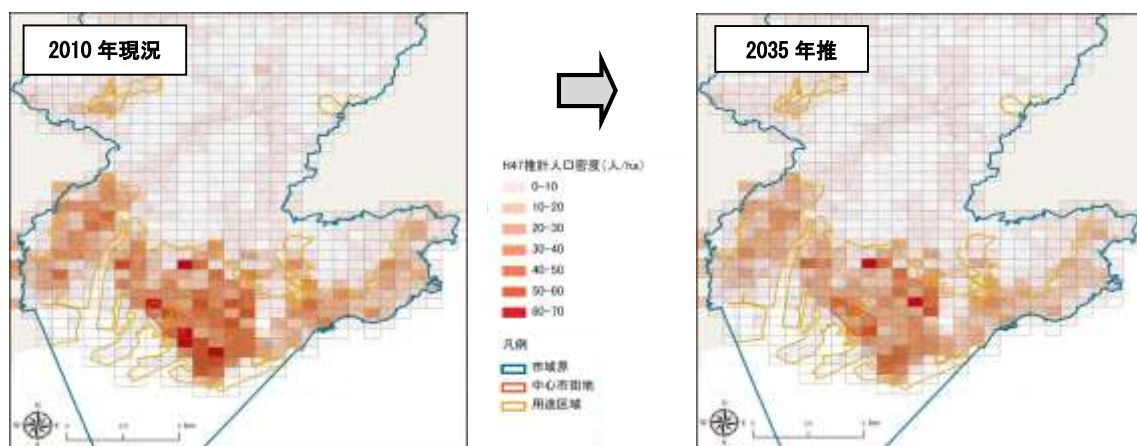 2010 年現況
2035 年推
H47推計人口密度(人/ha)
0-10
10-20
20-30
30-40
40-50
50-60
60-70
凡例
市域界
中心市街地
用途区域